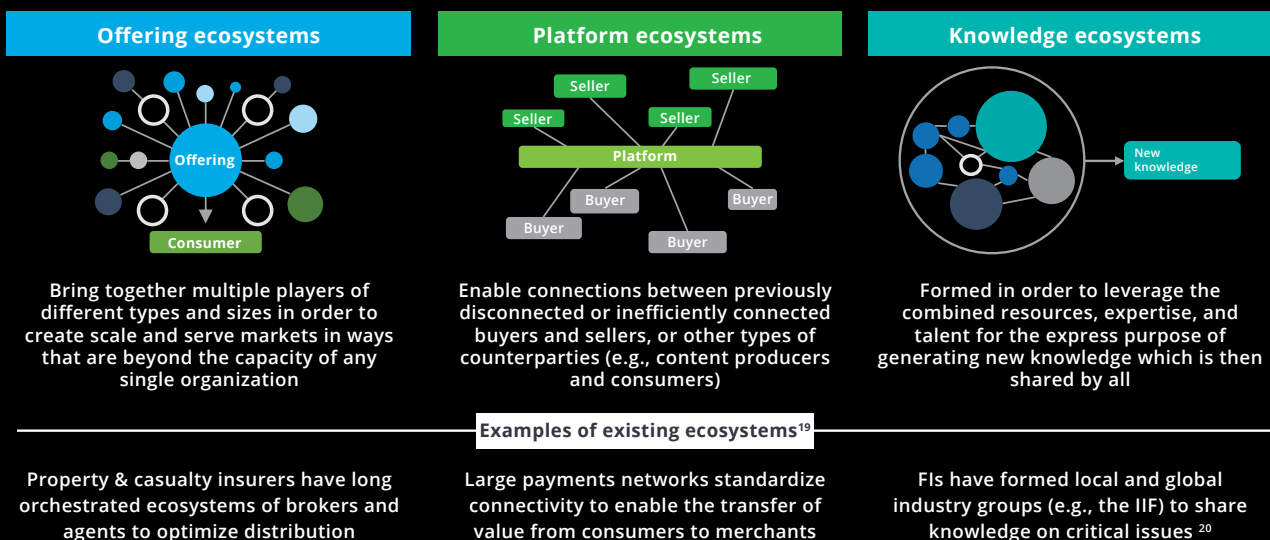 Offering ecosystems
Offering
Consumer
Bring together multiple players of
different types and sizes in order to
create scale and serve markets in ways
that are beyond the capacity of any
single organization
Platform ecosystems
Seller
Seller
Seller
Seller
Platform
Buyer
Buyer
Buyer
Buyer
Enable connections between previously
disconnected or inefficiently connected
buyers and sellers, or other types of
counterparties (e.g., content producers
and consumers)
Knowledge ecosystems
New
knowledge
Formed in order to leverage the
combined resources, expertise, and
talent for the express purpose of
generating new knowledge which is then
shared by all
Examples of existing ecosystems¹⁹
Property & casualty insurers have long
orchestrated ecosystems of brokers and
agents to optimize distribution
Large payments networks standardize
connectivity to enable the transfer of
value from consumers to merchants
FIs have formed local and global
industry groups (e.g., the IIF) to share
knowledge on critical issues ²⁰